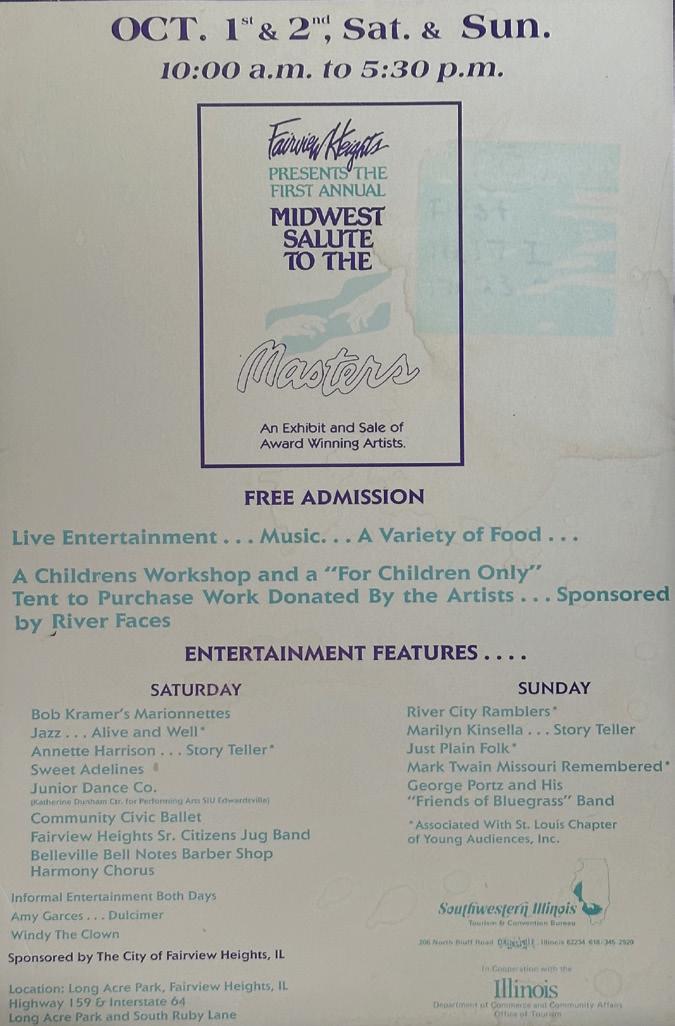 OCT. 1st & 2nd, Sat. & Sun.
10:00 a.m. to 5:30 p.m.
Fairview Heights
PRESENTS THE
FIRST ANNUAL
MIDWEST
SALUTE
TO THE
Masters
An Exhibit and Sale of
Award Winning Artists.
FREE ADMISSION
Live Entertainment . . . Music. . . A Variety of Food . . .
A Childrens Workshop and a "For Children Only"
Tent to Purchase Work Donated By the Artists . . . Sponsored
by River Faces
ENTERTAINMENT FEATURES . . . .
SATURDAY
Bob Kramer's Marionnettes
Jazz . . . Alive and Well*
Annette Harrison . . . Story Teller*
Sweet Adelines
Junior Dance Co.
(Katherine Dunham Ctr. for Performing Arts SIU Edwardsville)
Community Civic Ballet
Fairview Heights Sr. Citizens Jug Band
Belleville Bell Notes Barber Shop
Harmony Chorus
Informal Entertainment Both Days
Amy Garces . . . Dulcimer
Windy The Clown
Sponsored by The City of Fairview Heights, IL
Location: Long Acre Park, Fairview Heights, IL
Highway 159 & Interstate 64
Long Acre Park and South Ruby Lane
SUNDAY
River City Ramblers*
Marilyn Kinsella . . . Story Teller
Just Plain Folk*
Mark Twain Missouri Remembered*
George Portz and His
"Friends of Bluegrass" Band
*Associated With St. Louis Chapter
of Young Audiences, Inc.
Southwestern Illinois
Tourism & Convention Bureau
206 North Bluff Road Illinois 62234 618/345-2920
In Cooperation with the
Illinois
Department of Commerce and Community Affairs
Office of Tourism